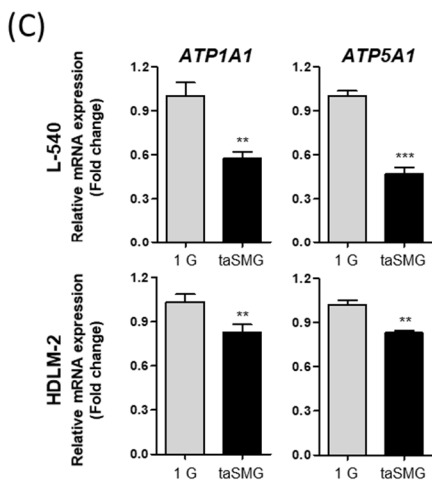 (C)
ATP1A1 ATP5A1
L-540
Relative mRNA expression
(Fold change)
1.2
0.9
0.6
0.3
0.0
**
1 G taSMG
1.2
0.9
0.6
0.3
0.0
***
1 G taSMG
HDLM-2
Relative mRNA expression
(Fold change)
1.2
0.9
0.6
0.3
0.0
**
1 G taSMG
1.2
0.9
0.6
0.3
0.0
**
1 G taSMG